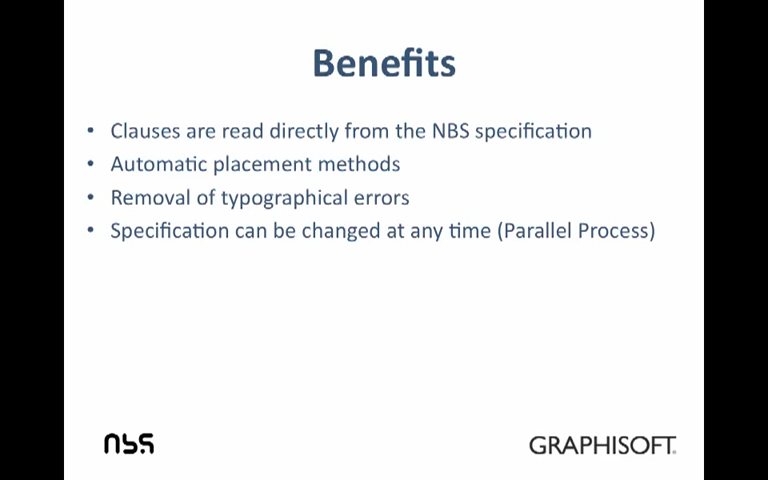 Benefits
• Clauses are read directly from the NBS specification
• Automatic placement methods
• Removal of typographical errors
• Specification can be changed at any time (Parallel Process)
nbs
GRAPHISOFT.